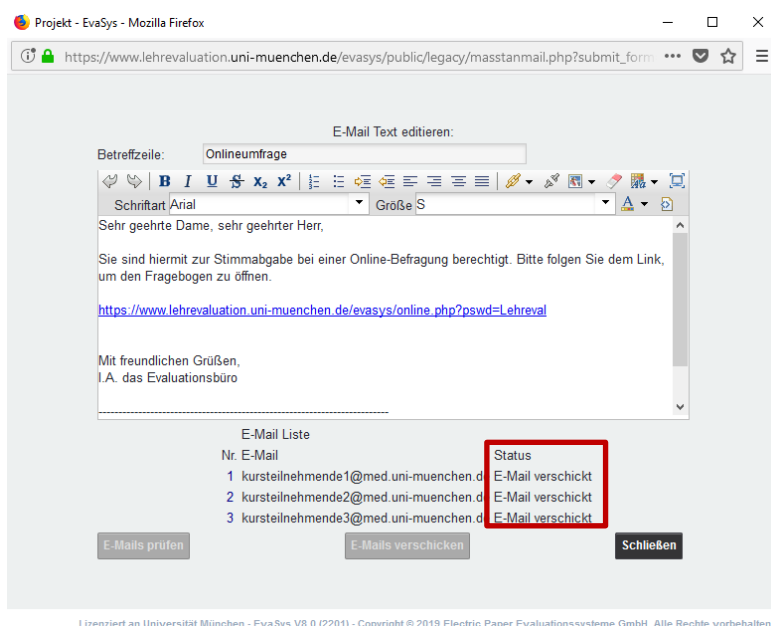 Projekt - EvaSys - Mozilla Firefox
https://www.lehrevaluation.uni-muenchen.de/evasys/public/legacy/masstanmail.php?submit_form
E-Mail Text editieren:
Betreffzeile: Onlineumfrage
B I U S X₂ X²
Schriftart Arial Größe S A
Sehr geehrte Dame, sehr geehrter Herr,
Sie sind hiermit zur Stimmabgabe bei einer Online-Befragung berechtigt. Bitte folgen Sie dem Link,
um den Fragebogen zu öffnen.
https://www.lehrevaluation.uni-muenchen.de/evasys/online.php?pswd=Lehreval
Mit freundlichen Grüßen,
I.A. das Evaluationsbüro
------------------------------------------------------------------------
E-Mail Liste
Nr. E-Mail Status
1 kursteilnehmende1@med.uni-muenchen.d E-Mail verschickt
2 kursteilnehmende2@med.uni-muenchen.de E-Mail verschickt
3 kursteilnehmende3@med.uni-muenchen.de E-Mail verschickt
E-Mails prüfen E-Mails verschicken Schließen
Lizenziert an Universität München - EvaSys V8.0 (2201) - Copyright © 2019 Electric Paper Evaluationssysteme GmbH. Alle Rechte vorbehalten